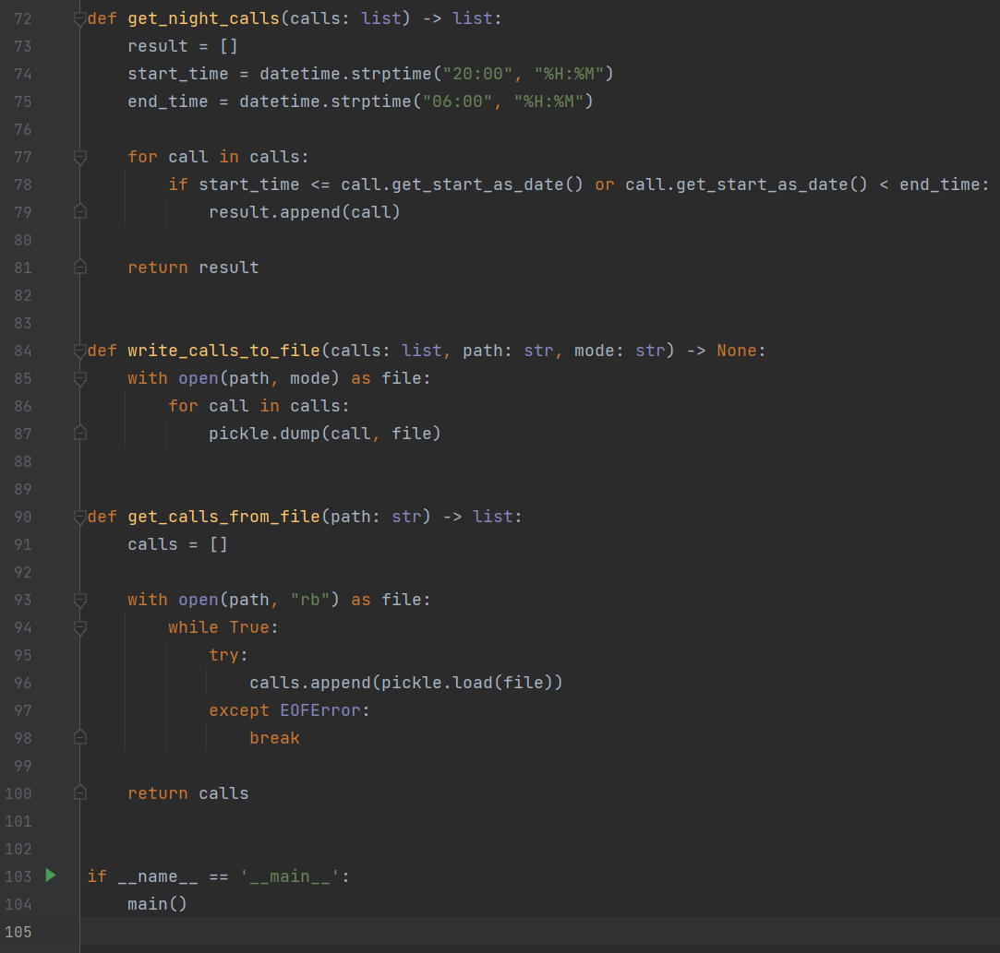 72 def get_night_calls(calls: list) -> list:
73     result = []
74     start_time = datetime.strptime("20:00", "%H:%M")
75     end_time = datetime.strptime("06:00", "%H:%M")
76
77     for call in calls:
78         if start_time <= call.get_start_as_date() or call.get_start_as_date() < end_time:
79             result.append(call)
80
81     return result
82
83
84 def write_calls_to_file(calls: list, path: str, mode: str) -> None:
85     with open(path, mode) as file:
86         for call in calls:
87             pickle.dump(call, file)
88
89
90 def get_calls_from_file(path: str) -> list:
91     calls = []
92
93     with open(path, "rb") as file:
94         while True:
95             try:
96                 calls.append(pickle.load(file))
97             except EOFError:
98                 break
99
100     return calls
101
102
103 if __name__ == '__main__':
104     main()
105